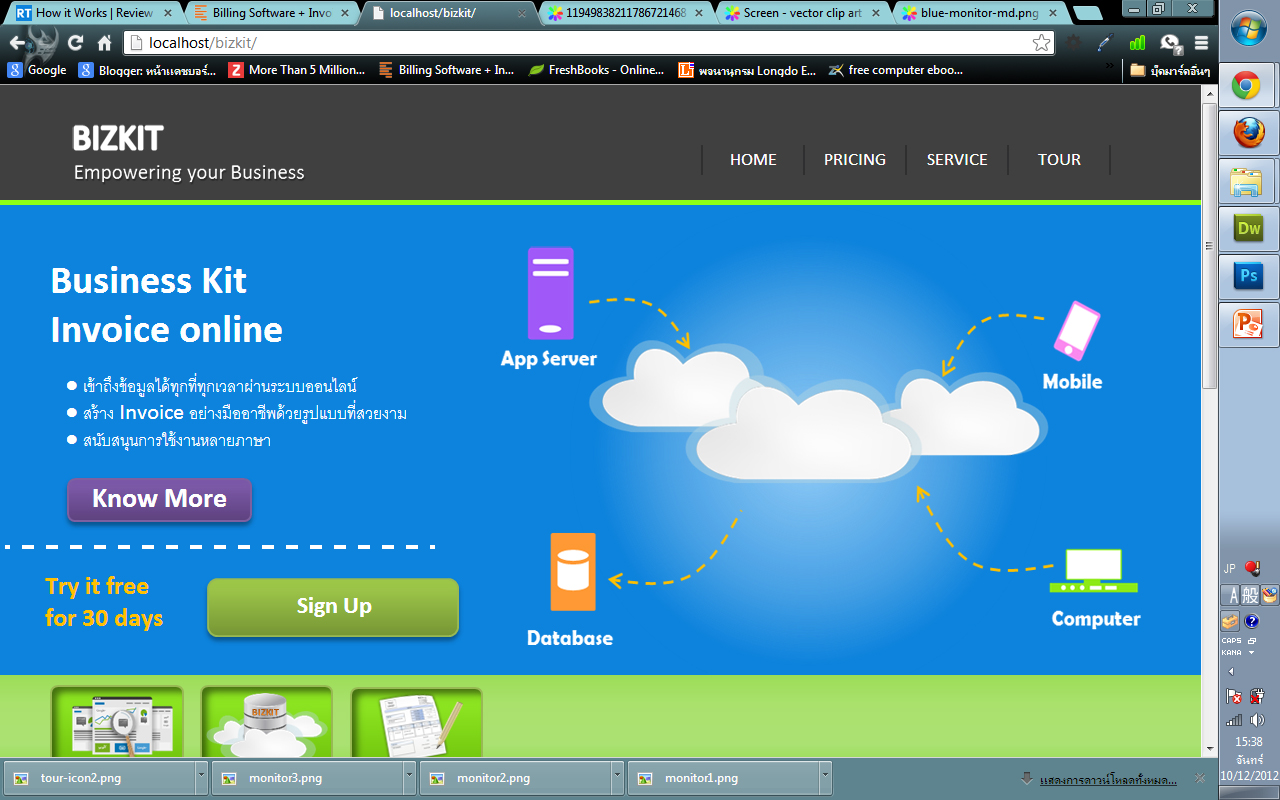 How it Works | Review
Billing Software + Invo
localhost/bizkit/
11949838211786721468
Screen - vector clip art
blue-monitor-md.png
localhost/bizkit/
Google
Blogger: หน้าแดชบอร์...
More Than 5 Million...
Billing Software + In...
FreshBooks - Online...
พจนานุกรม Longdo E...
free computer eboo...
บุ๊คมาร์คอื่นๆ
BIZKIT
Empowering your Business
HOME
PRICING
SERVICE
TOUR
Business Kit
Invoice online
เข้าถึงข้อมูลได้ทุกที่ทุกเวลาผ่านระบบออนไลน์
สร้าง Invoice อย่างมืออาชีพด้วยรูปแบบที่สวยงาม
สนับสนุนการใช้งานหลายภาษา
Know More
Try it free
for 30 days
Sign Up
App Server
Mobile
Database
Computer
BIZKIT
tour-icon2.png
monitor3.png
monitor2.png
monitor1.png
แสดงการดาวน์โหลดทั้งหมด...
Dw
Ps
JP
A 般
CAPS
KANA
15:38
จันทร์
10/12/2012